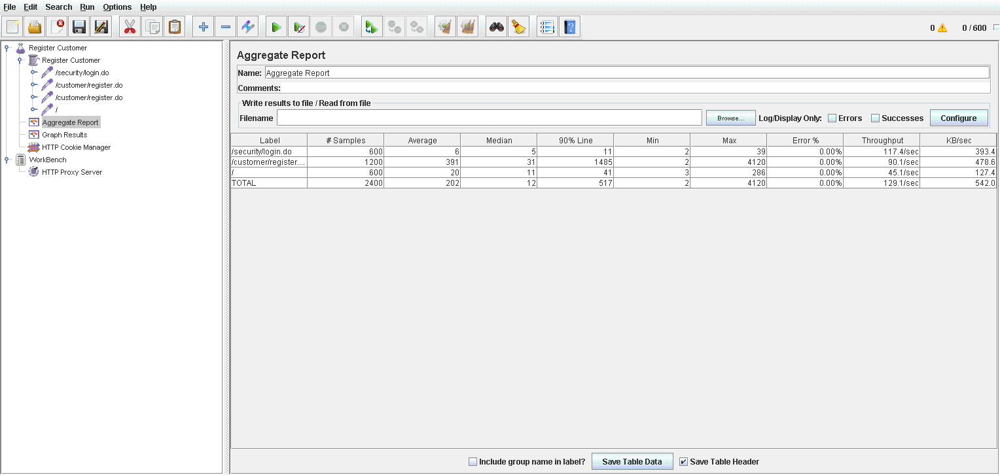 File Edit Search Run Options Help
0 0 / 600
Register Customer
Register Customer
/security/login.do
/customer/register.do
/customer/register.do
/
Aggregate Report
Graph Results
HTTP Cookie Manager
WorkBench
HTTP Proxy Server
Aggregate Report
Name: Aggregate Report
Comments:
Write results to file / Read from file
Filename Browse... Log/Display Only: Errors Successes Configure
Label # Samples Average Median 90% Line Min Max Error % Throughput KB/sec
/security/login.do 600 6 5 11 2 39 0.00% 117.4/sec 393.4
/customer/register.... 1200 391 31 1485 2 4120 0.00% 90.1/sec 478.6
/ 600 20 11 41 3 286 0.00% 45.1/sec 127.4
TOTAL 2400 202 12 517 2 4120 0.00% 129.1/sec 542.0
Include group name in label? Save Table Data Save Table Header